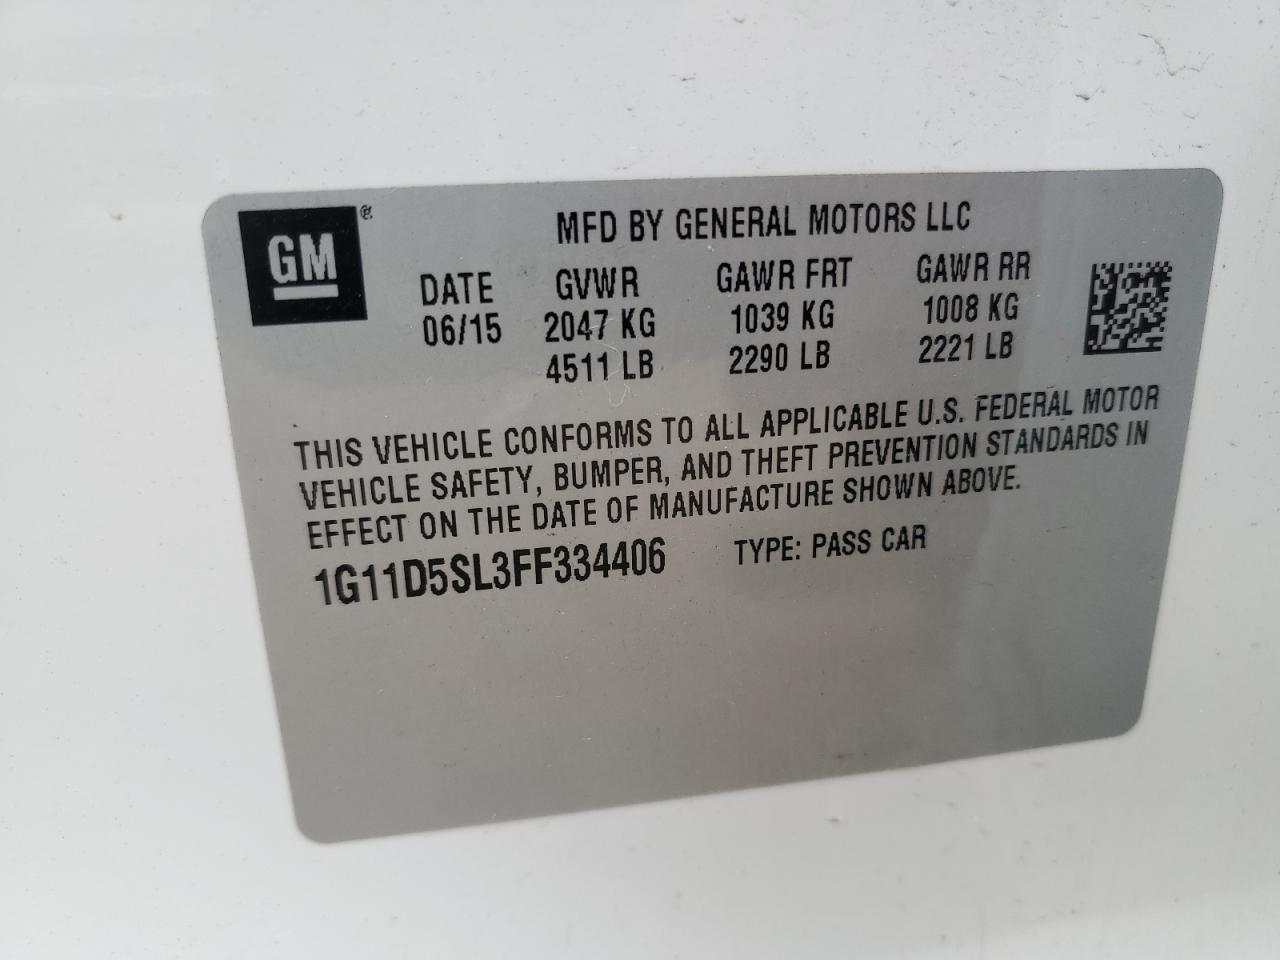 GM®
MFD BY GENERAL MOTORS LLC
DATE GVWR GAWR FRT GAWR RR
06/15 2047 KG 1039 KG 1008 KG
4511 LB 2290 LB 2221 LB
THIS VEHICLE CONFORMS TO ALL APPLICABLE U.S. FEDERAL MOTOR
VEHICLE SAFETY, BUMPER, AND THEFT PREVENTION STANDARDS IN
EFFECT ON THE DATE OF MANUFACTURE SHOWN ABOVE.
1G11D5SL3FF334406 TYPE: PASS CAR